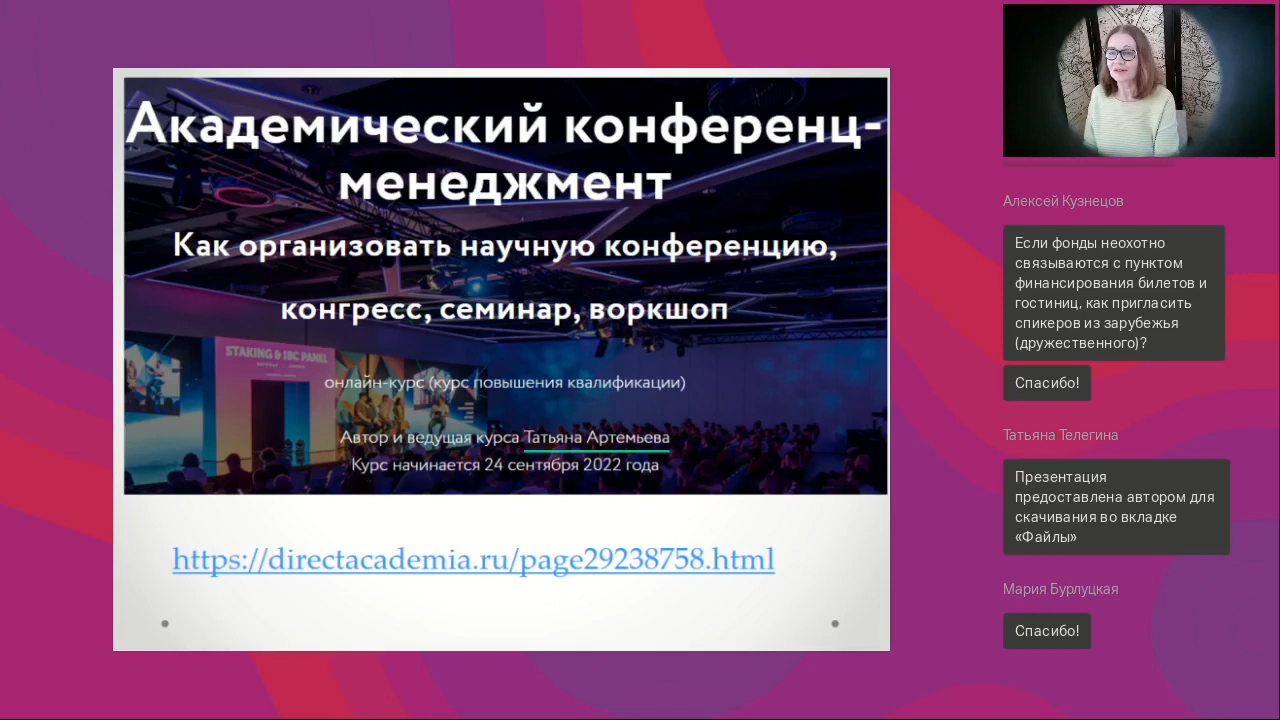 Академический конференц-
менеджмент
Как организовать научную конференцию,
конгресс, семинар, воркшоп
STAKING & IBC PANEL
онлайн-курс (курс повышения квалификации)
Автор и ведущая курса Татьяна Артемьева
Курс начинается 24 сентября 2022 года
https://directacademia.ru/page29238758.html
Алексей Кузнецов
Если фонды неохотно
связываются с пунктом
финансирования билетов и
гостиниц, как пригласить
спикеров из зарубежья
(дружественного)?
Спасибо!
Татьяна Телегина
Презентация
предоставлена автором для
скачивания во вкладке
«Файлы»
Мария Бурлуцкая
Спасибо!